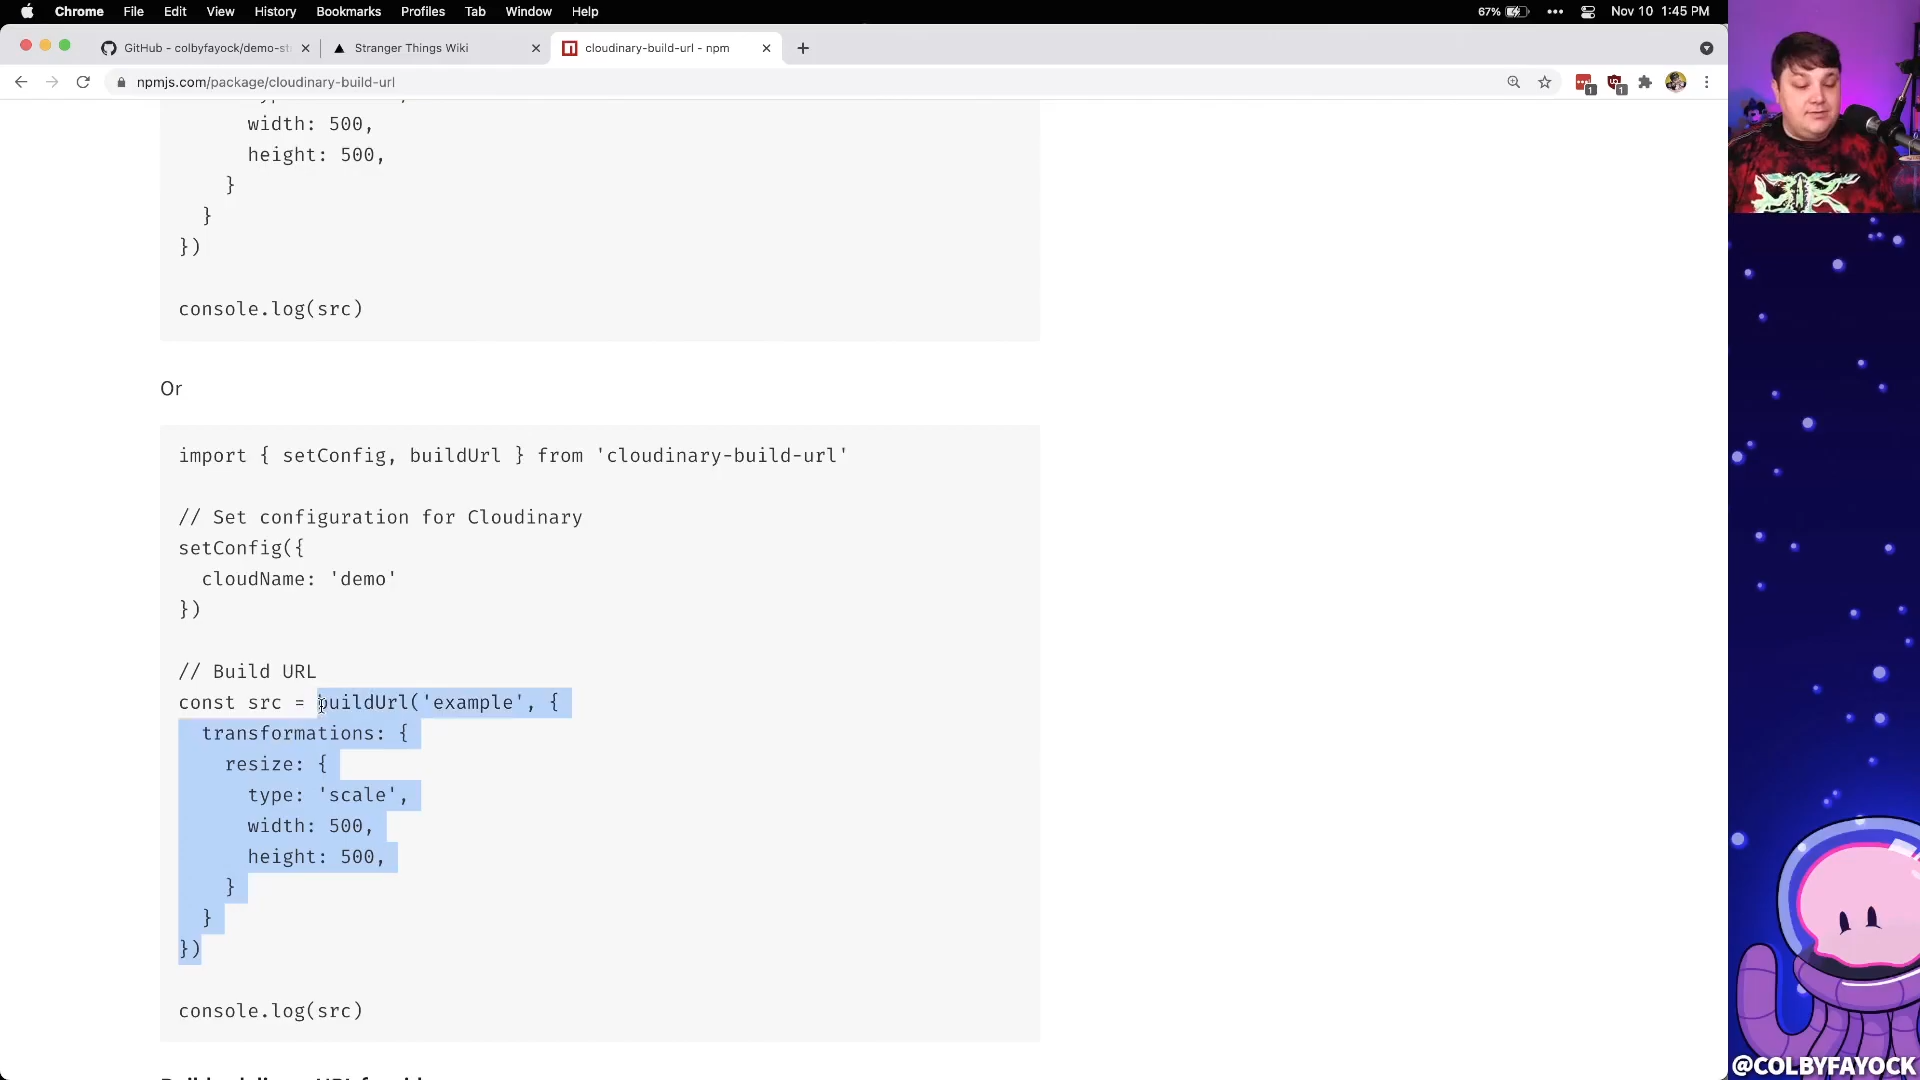 Chrome File Edit View History Bookmarks Profiles Tab Window Help 67% Nov 10 1:45 PM
GitHub - colbyfayock/demo-st Stranger Things Wiki cloudinary-build-url - npm
npmjs.com/package/cloudinary-build-url
width: 500,
height: 500,
}
}
})
console.log(src)
Or
import { setConfig, buildUrl } from 'cloudinary-build-url'
// Set configuration for Cloudinary
setConfig({
cloudName: 'demo'
})
// Build URL
const src = buildUrl('example', {
transformations: {
resize: {
type: 'scale',
width: 500,
height: 500,
}
}
})
console.log(src)
@COLBYFAYOCK